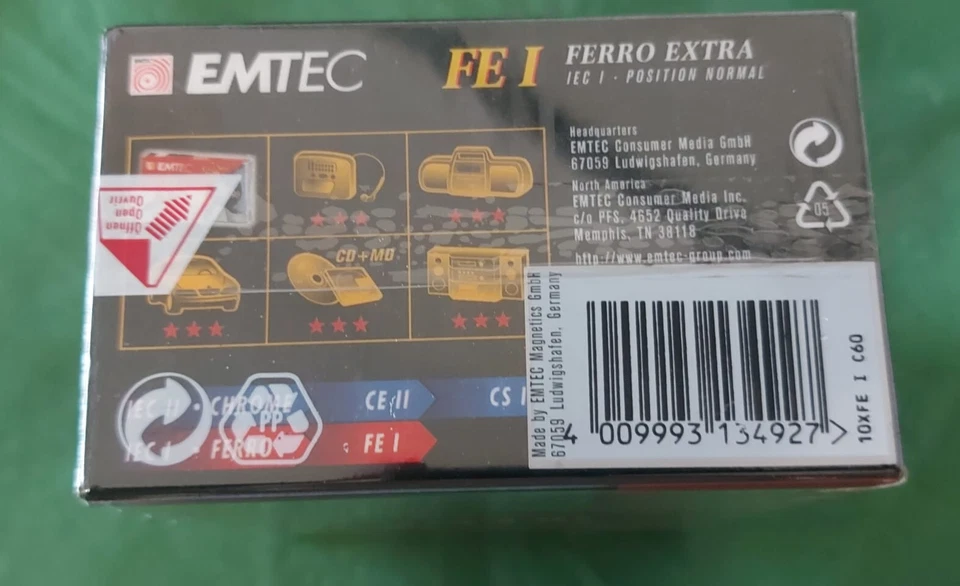 EMTEC
FE I
FERRO EXTRA
IEC I · POSITION NORMAL
Headquarters
EMTEC Consumer Media GmbH
67059 Ludwigshafen, Germany
North America
EMTEC Consumer Media Inc.
c/o PFS, 4652 Quality Drive
Memphis, TN 38118
http://www.emtec-group.com
05
EMTEC
Öffnen
Open
Ouvrir
CD+MD
IEC II · CHROME
CE II
CS I
PP
IEC I · FERRO
FE I
Made by EMTEC Magnetics GmbH
67059 Ludwigshafen, Germany
4 009993 134927 >
10XFE I C60